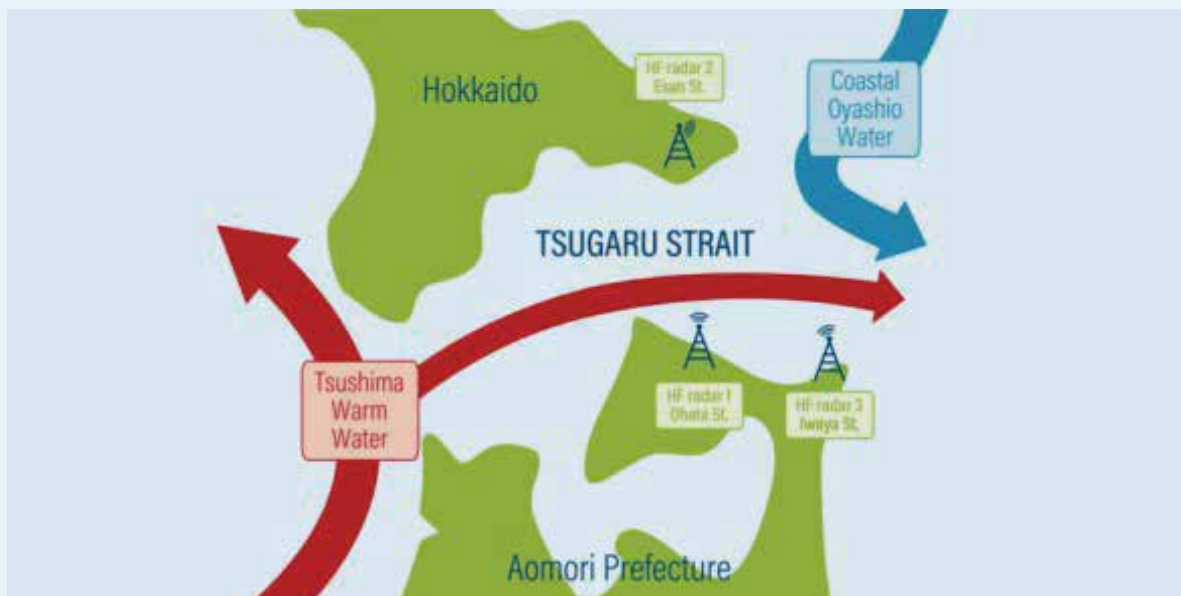 HF radar 2
Esan St.
Hokkaido
Coastal
Oyashio
Water
TSUGARU STRAIT
Tsushima
Warm
Water
HF radar 1
Ohata St.
HF radar 3
Iwaya St.
Aomori Prefecture